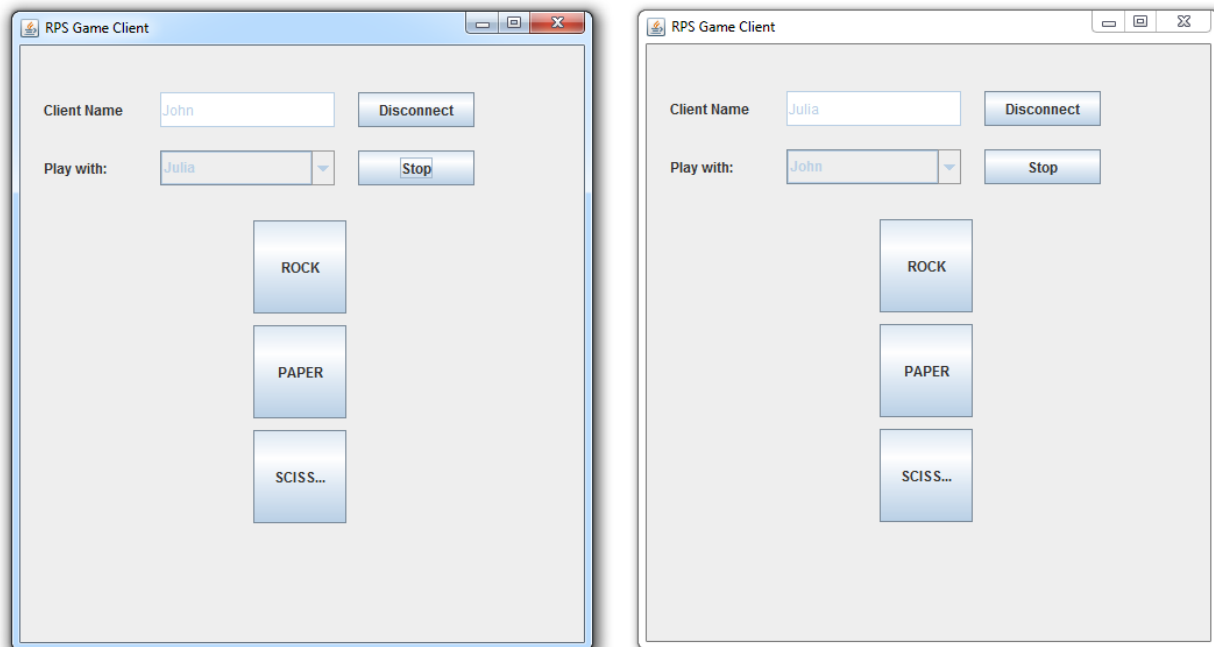 RPS Game Client
Client Name John Disconnect
Play with: Julia Stop
ROCK
PAPER
SCISS...
RPS Game Client
Client Name Julia Disconnect
Play with: John Stop
ROCK
PAPER
SCISS...